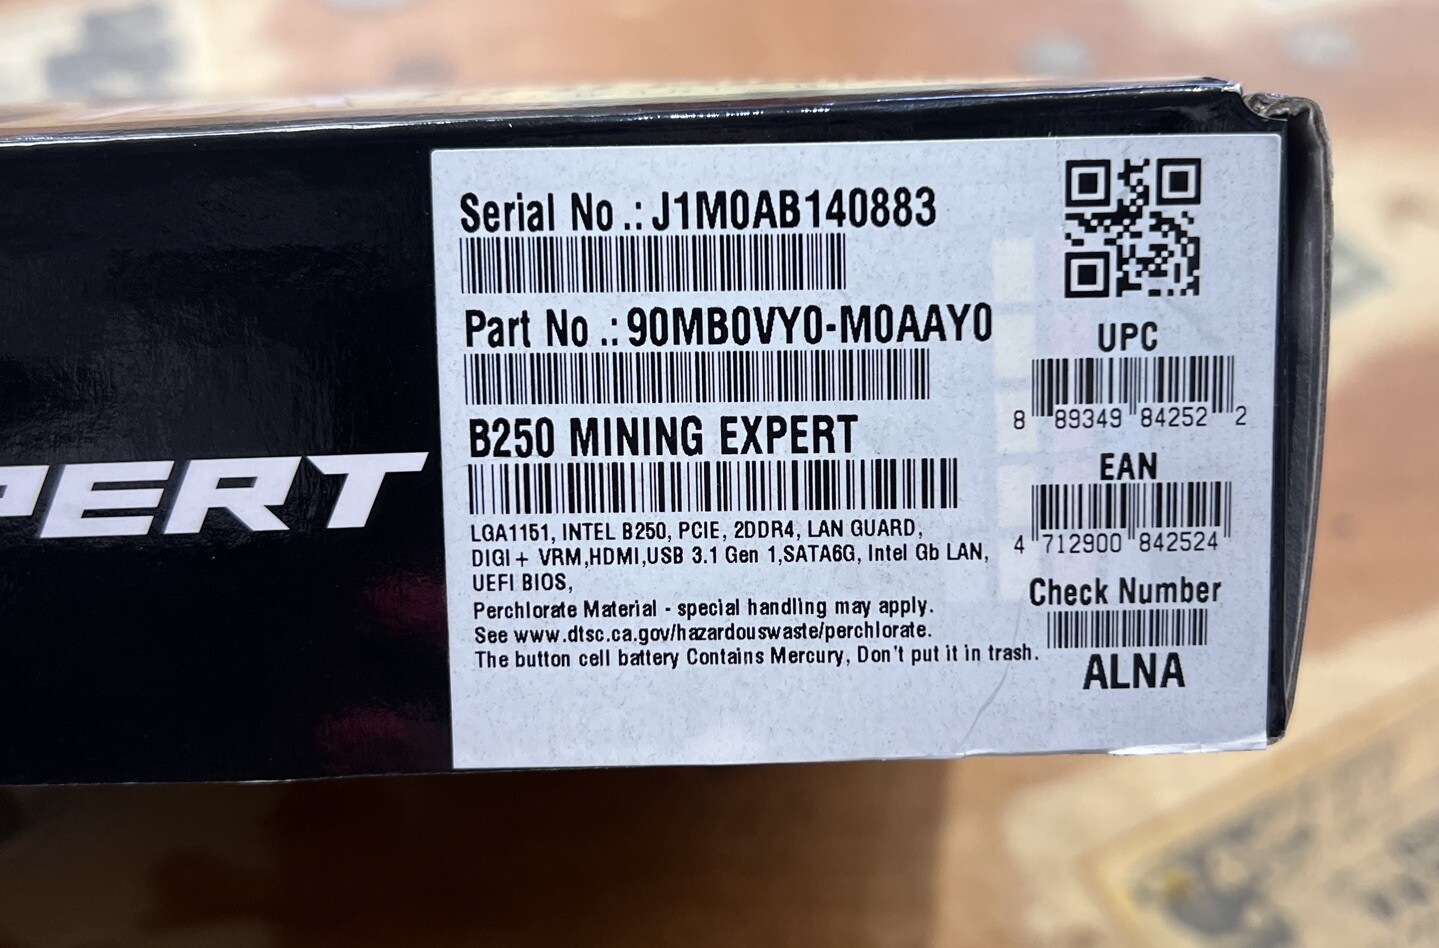 PERT
Serial No.: J1M0AB140883
Part No.: 90MB0VY0-M0AAY0
B250 MINING EXPERT
LGA1151, INTEL B250, PCIE, 2DDR4, LAN GUARD,
DIGI+ VRM,HDMI,USB 3.1 Gen 1,SATA6G, Intel Gb LAN,
UEFI BIOS,
Perchlorate Material - special handling may apply.
See www.dtsc.ca.gov/hazardouswaste/perchlorate.
The button cell battery Contains Mercury, Don't put it in trash.
UPC
8 89349 84252 2
EAN
4 712900 842524
Check Number
ALNA